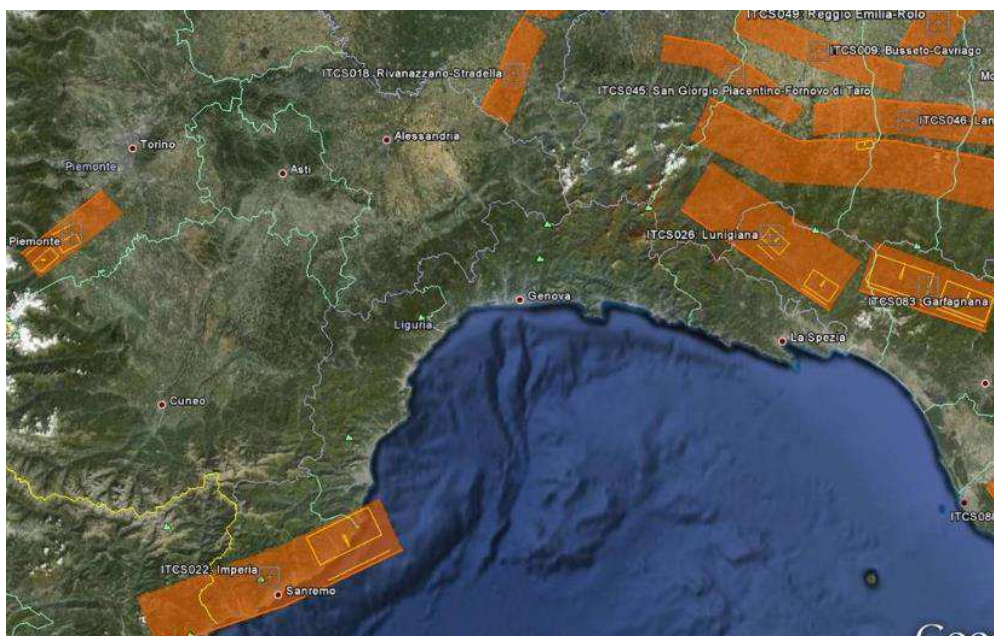 ITCS049: Reggio Emilia-Rolo
ITCS009: Busseto-Cavriago
ITCS018: Rivanazzano-Stradella
ITCS045: San Giorgio Piacentino-Fornovo di Taro
ITCS046: Lan
Alessandria
Torino
Piemonte
Asti
Piemonte
ITCS026: Lunigiana
ITCS083: Garfagnana
Genova
Liguria
La Spezia
Cuneo
ITCS022: Imperia
Sanremo